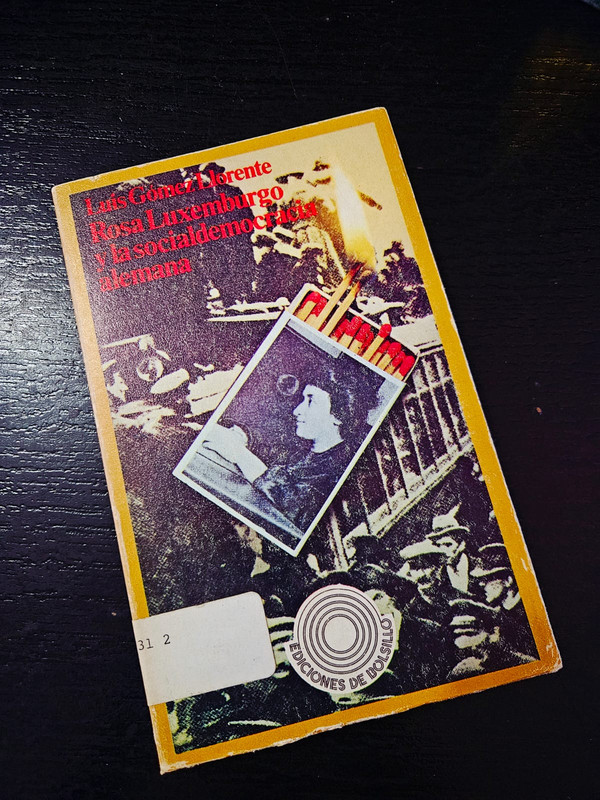 Luis Gómez Llorente
Rosa Luxemburgo
y la socialdemocracia
alemana
31 2
EDICIONES DE BOLSILLO